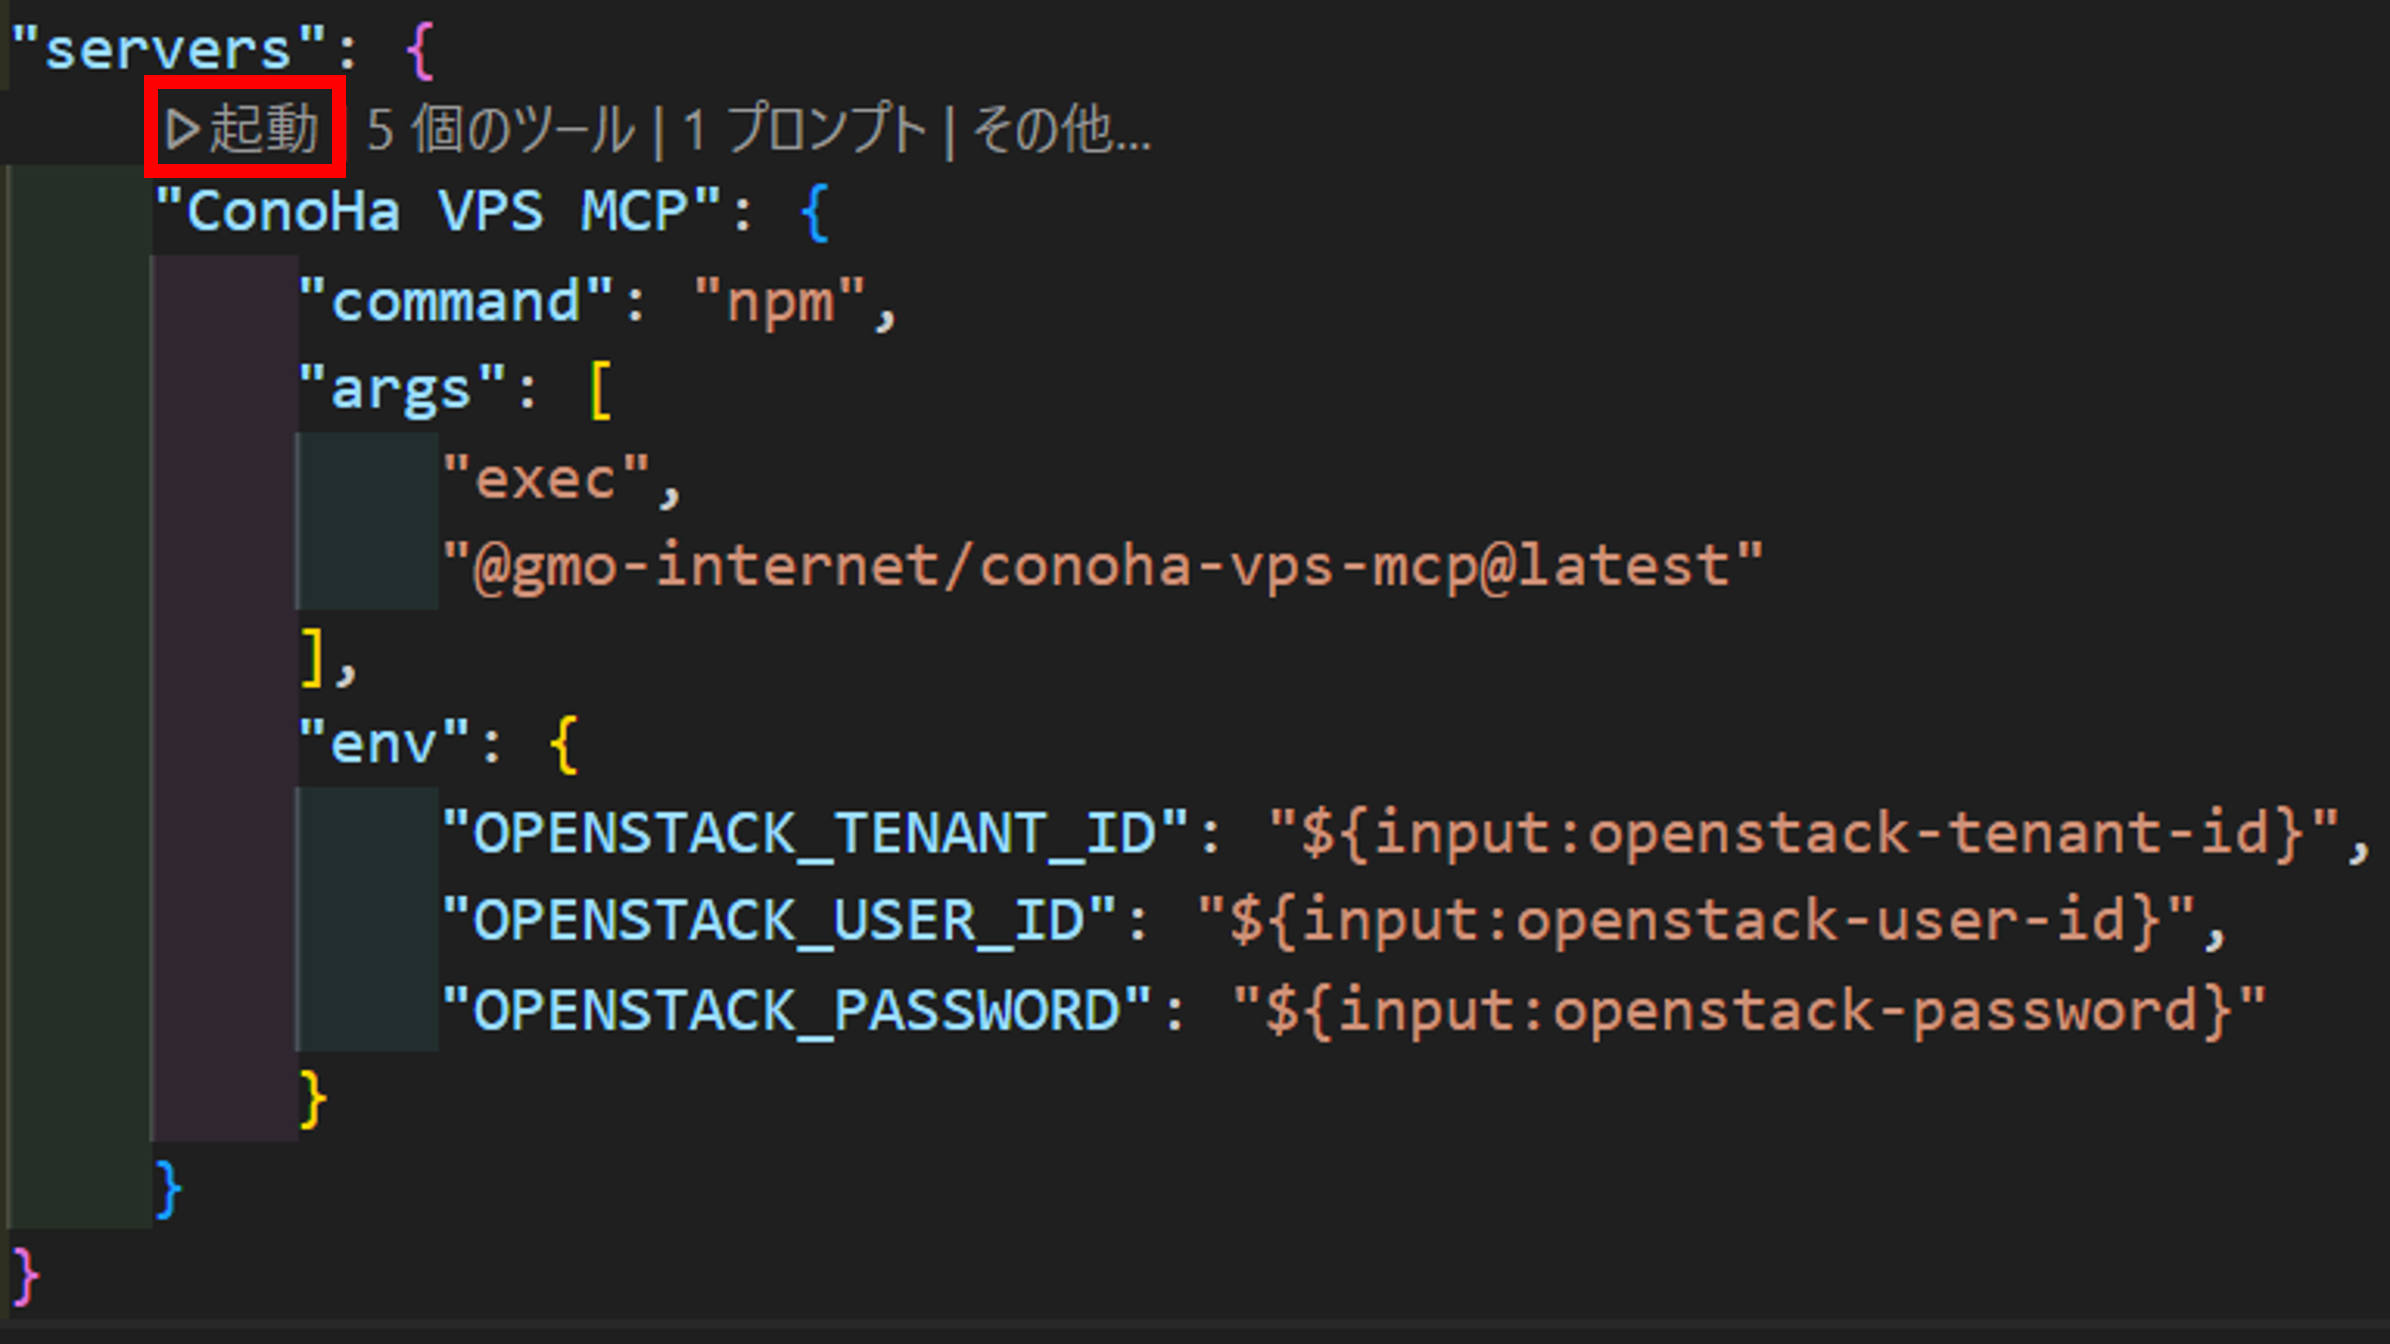 "servers": {
▷起動 | 5 個のツール | 1 プロンプト | その他...
"ConoHa VPS MCP": {
"command": "npm",
"args": [
"exec",
"@gmo-internet/conoha-vps-mcp@latest"
],
"env": {
"OPENSTACK_TENANT_ID": "${input:openstack-tenant-id}",
"OPENSTACK_USER_ID": "${input:openstack-user-id}",
"OPENSTACK_PASSWORD": "${input:openstack-password}"
}
}
}